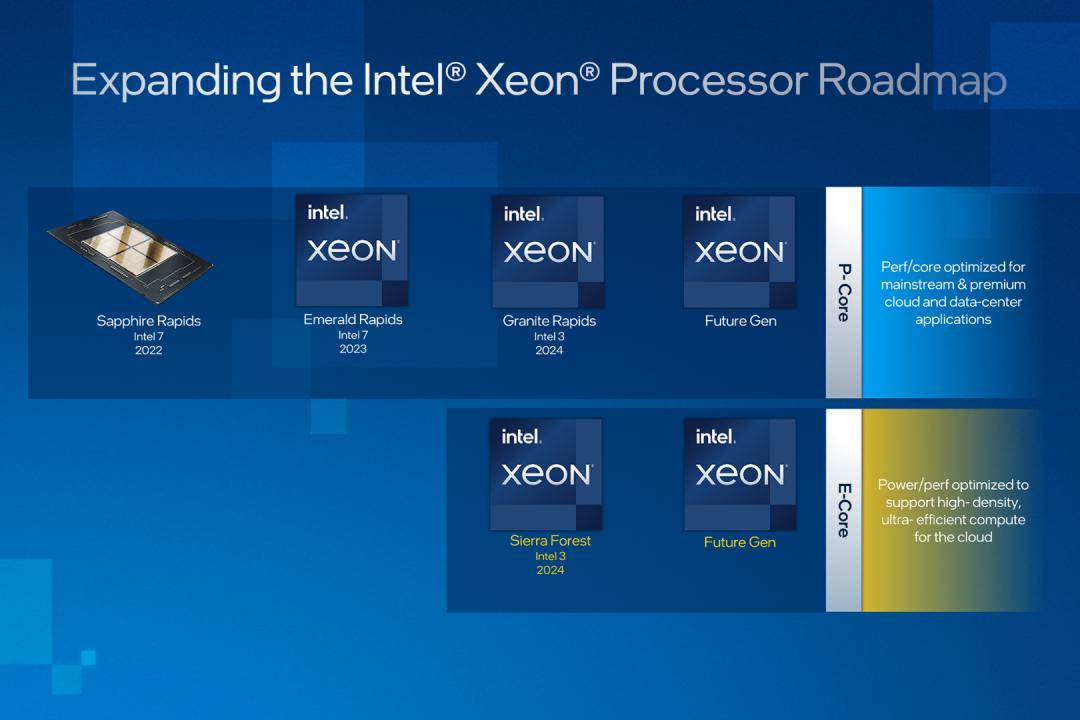 Expanding the Intel® Xeon® Processor Roadmap
intel.
xeon®
intel.
xeon®
intel.
xeon®
Sapphire Rapids
Intel 7
2022
Emerald Rapids
Intel 7
2023
Granite Rapids
Intel 3
2024
Future Gen
P- Core
Perf/core optimized for
mainstream & premium
cloud and data-center
applications
intel.
xeon®
intel.
xeon®
Sierra Forest
Intel 3
2024
Future Gen
E-Core
Power/perf optimized to
support high- density,
ultra- efficient compute
for the cloud